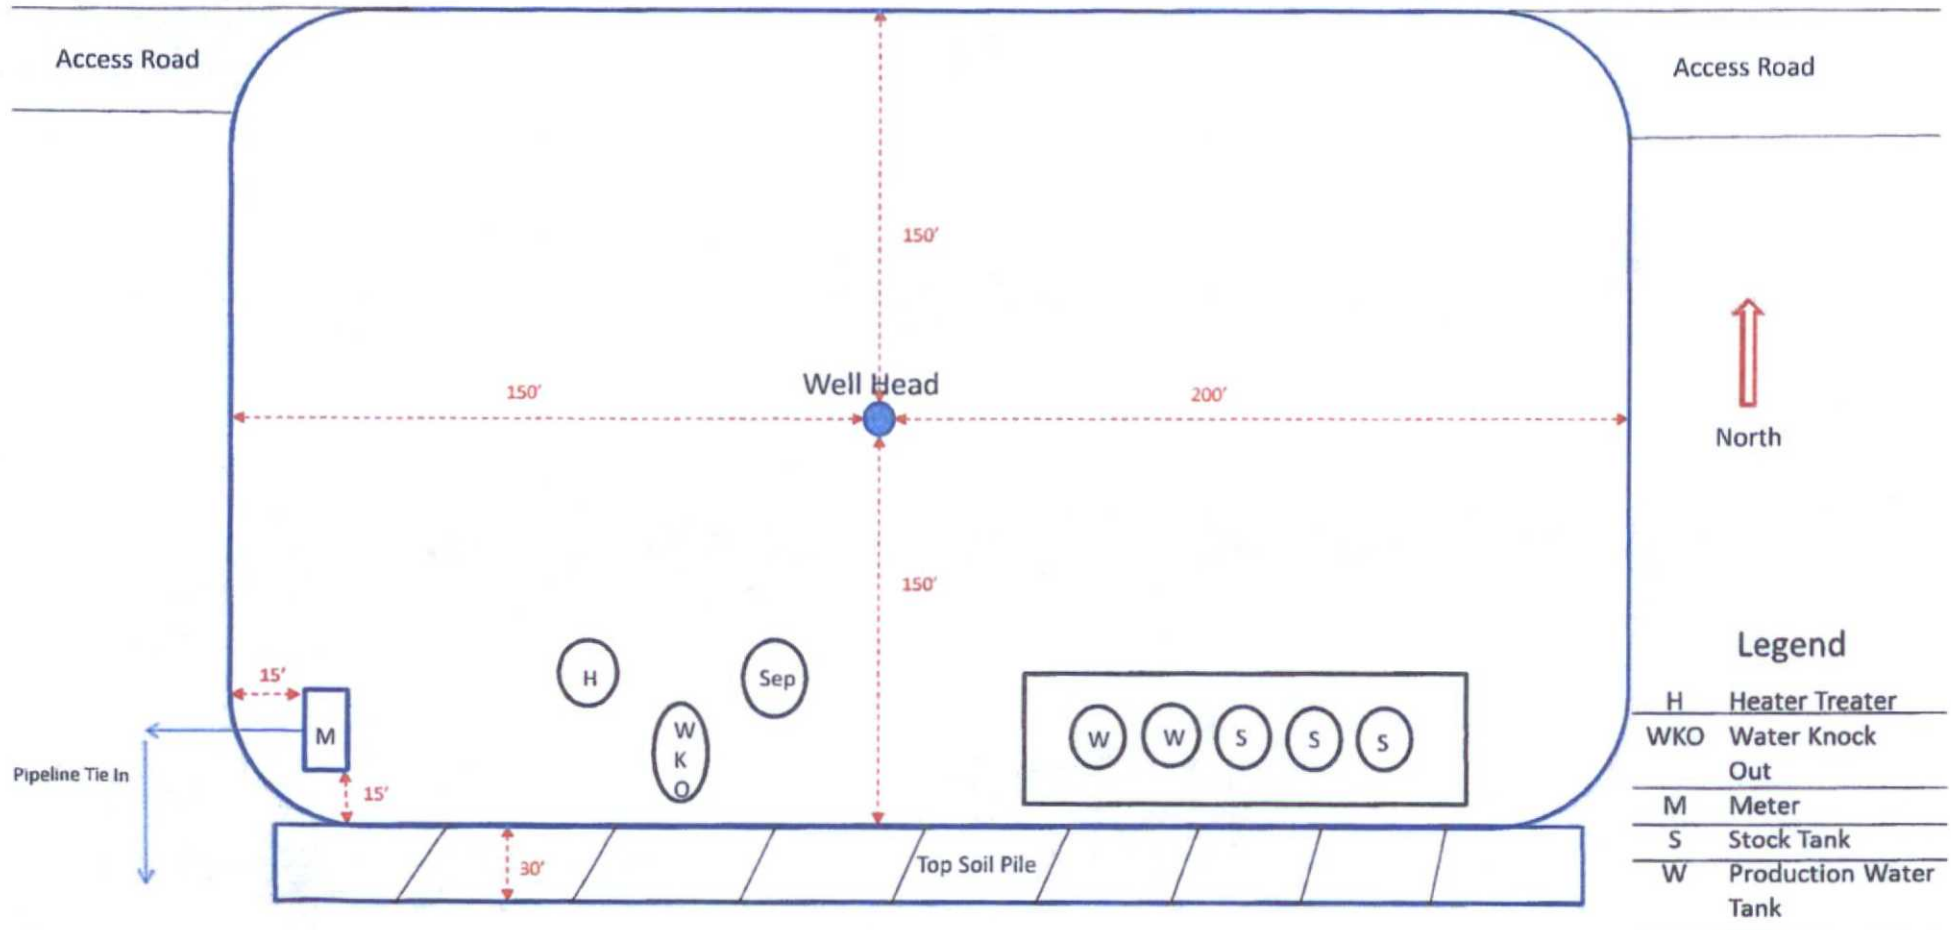 Access Road
Access Road
150'
Well Head
150'
200'
North
150'
Legend
15'
H
Sep
H Heater Treater
W
K
O
M
W W S S S
WKO Water Knock
Out
Pipeline Tie In
15'
M Meter
S Stock Tank
30'
Top Soil Pile
W Production Water
Tank